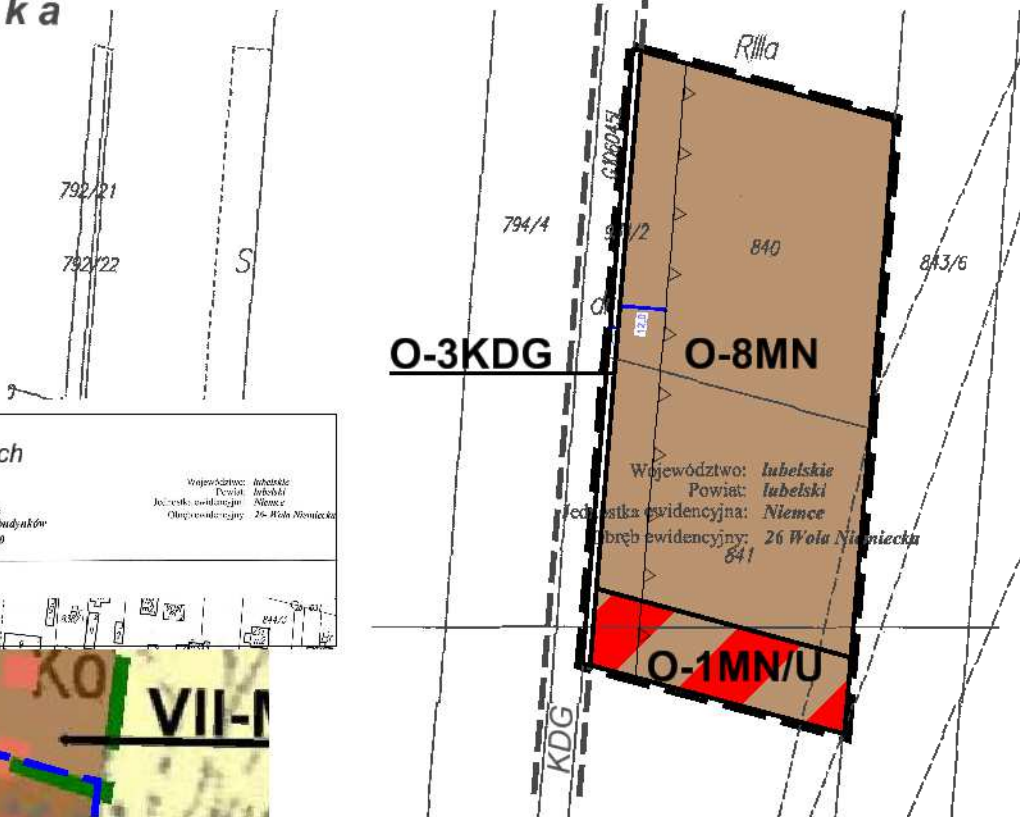 ka
RIIIa
792/21
792/22
S
794/4
840
843/6
12,0
O-3KDG
O-8MN
ch
Województwo: lubelskie
Powiat: lubelski
Jednostka ewidencyjna: Niemce
Obręb ewidencyjny: 26- Wola Niemiecka
Województwo: lubelskie
Powiat: lubelski
Jednostka ewidencyjna: Niemce
Obręb ewidencyjny: 26 Wola Niemiecka
841
O-1MN/U
VII-
KDG